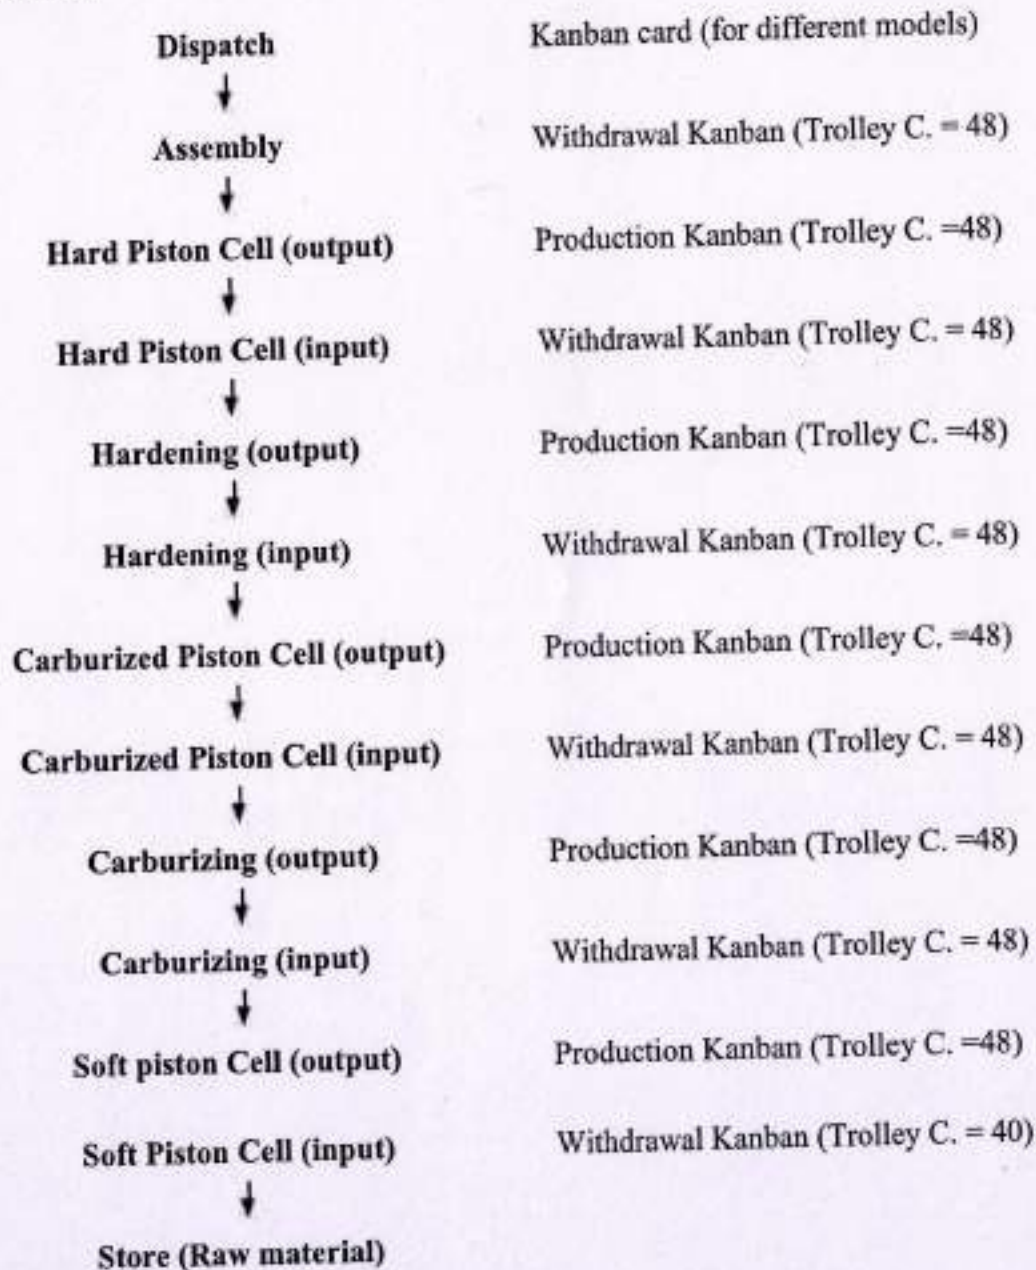 Dispatch Kanban card (for different models)
Assembly Withdrawal Kanban (Trolley C. = 48)
Hard Piston Cell (output) Production Kanban (Trolley C. =48)
Hard Piston Cell (input) Withdrawal Kanban (Trolley C. = 48)
Hardening (output) Production Kanban (Trolley C. =48)
Hardening (input) Withdrawal Kanban (Trolley C. = 48)
Carburized Piston Cell (output) Production Kanban (Trolley C. =48)
Carburized Piston Cell (input) Withdrawal Kanban (Trolley C. = 48)
Carburizing (output) Production Kanban (Trolley C. =48)
Carburizing (input) Withdrawal Kanban (Trolley C. = 48)
Soft piston Cell (output) Production Kanban (Trolley C. =48)
Soft Piston Cell (input) Withdrawal Kanban (Trolley C. = 40)
Store (Raw material)